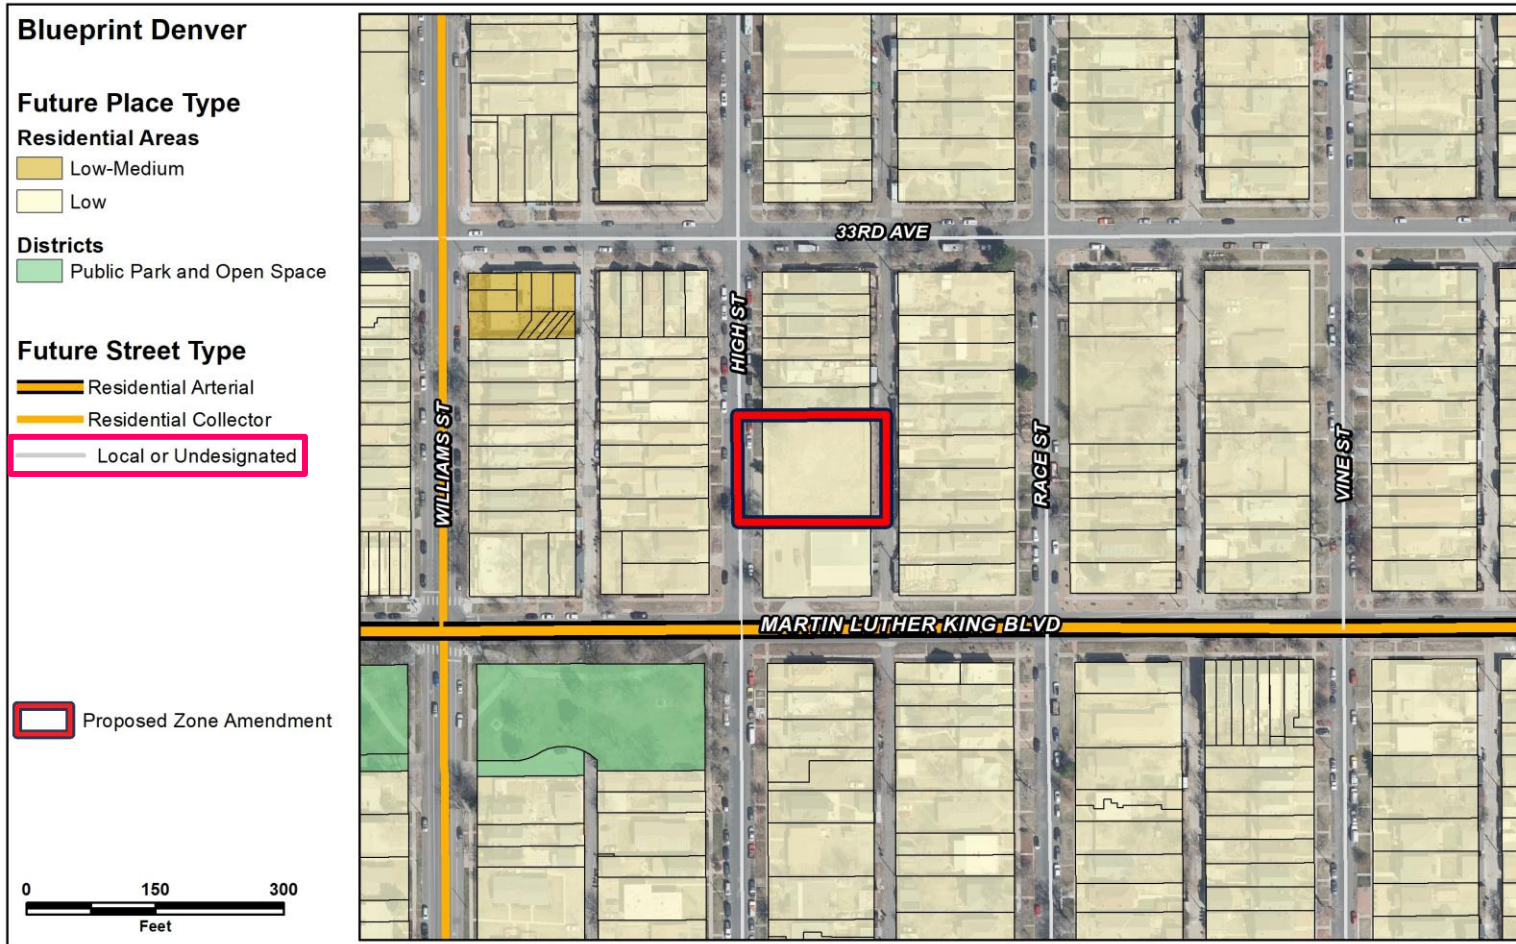 Blueprint Denver
Future Place Type
Residential Areas
Low-Medium
Low
Districts
Public Park and Open Space
Future Street Type
Residential Arterial
Residential Collector
Local or Undesignated
Proposed Zone Amendment
0 150 300
Feet
33RD AVE
HIGH ST
WILLIAMS ST
RACE ST
VINE ST
MARTIN LUTHER KING BLVD